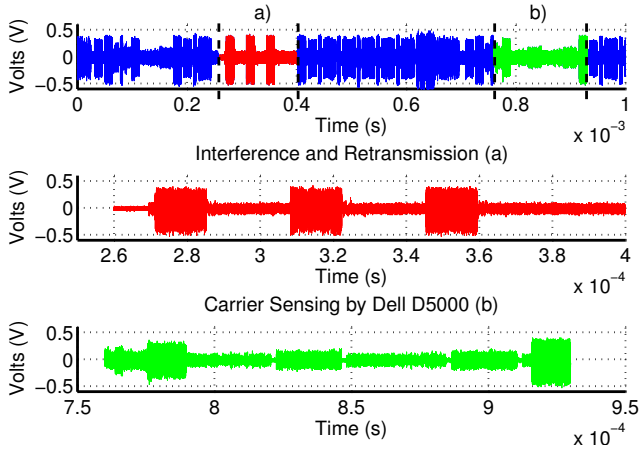 a) b)
Volts (V)
0.5
0
−0.5
0 0.2 0.4 0.6 0.8 1
Time (s)
x 10⁻³
Interference and Retransmission (a)
Volts (V)
0.5
0
−0.5
2.6 2.8 3 3.2 3.4 3.6 3.8 4
Time (s)
x 10⁻⁴
Carrier Sensing by Dell D5000 (b)
Volts (V)
0.5
0
−0.5
7.5 8 8.5 9 9.5
Time (s)
x 10⁻⁴